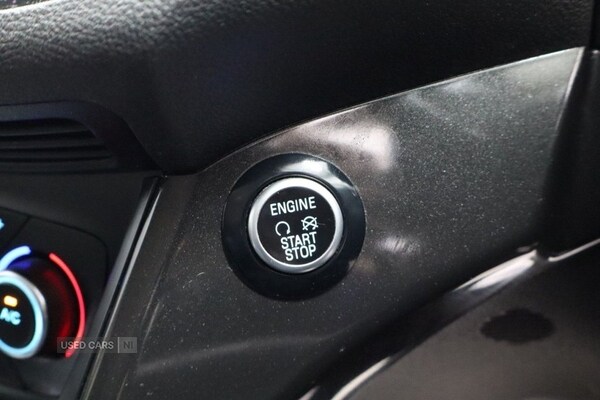 ENGINE
START
STOP
A/C
USED CARS NI